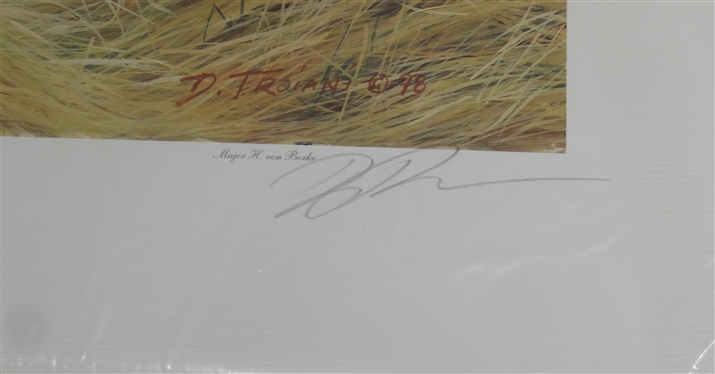 D. TROIANI © 98
Major H. von Borke